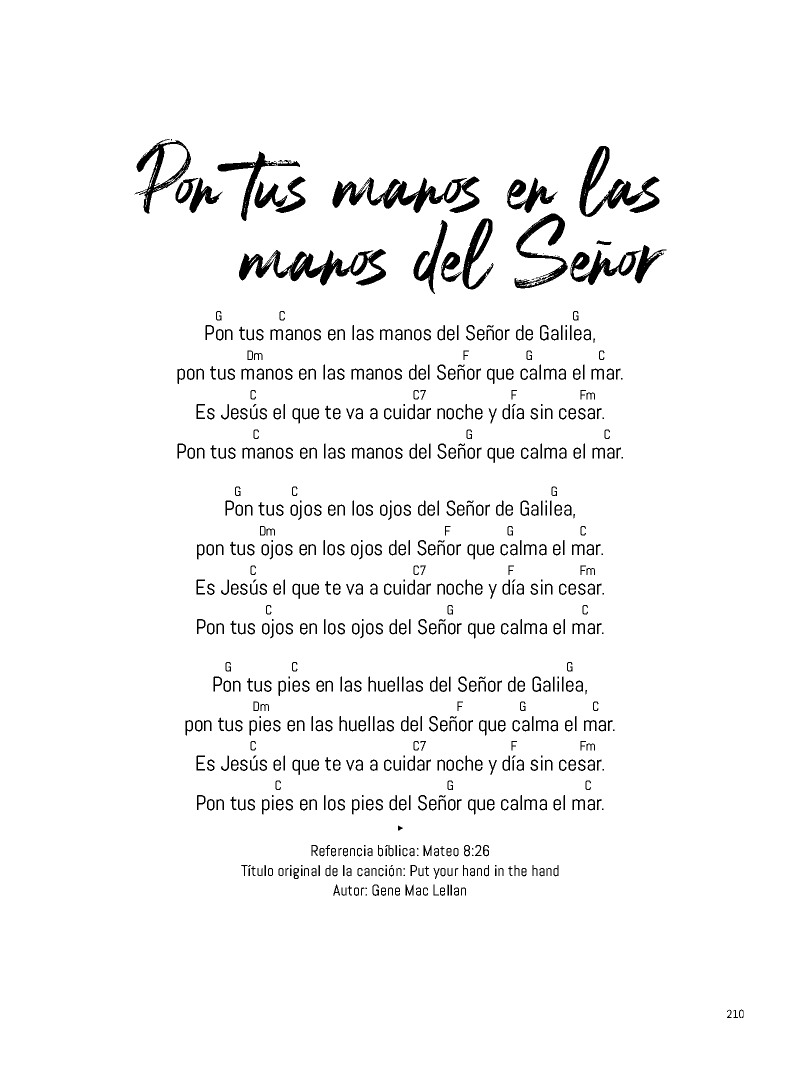 Pon tus manos en las
manos del Señor
G C G
Pon tus manos en las manos del Señor de Galilea,
Dm F G C
pon tus manos en las manos del Señor que calma el mar.
C C7 F Fm
Es Jesús el que te va a cuidar noche y día sin cesar.
C G C
Pon tus manos en las manos del Señor que calma el mar.
G C G
Pon tus ojos en los ojos del Señor de Galilea,
Dm F G C
pon tus ojos en los ojos del Señor que calma el mar.
C C7 F Fm
Es Jesús el que te va a cuidar noche y día sin cesar.
C G C
Pon tus ojos en los ojos del Señor que calma el mar.
G C G
Pon tus pies en las huellas del Señor de Galilea,
Dm F G C
pon tus pies en las huellas del Señor que calma el mar.
C C7 F Fm
Es Jesús el que te va a cuidar noche y día sin cesar.
C G C
Pon tus pies en los pies del Señor que calma el mar.
Referencia bíblica: Mateo 8:26
Título original de la canción: Put your hand in the hand
Autor: Gene Mac Lellan
210